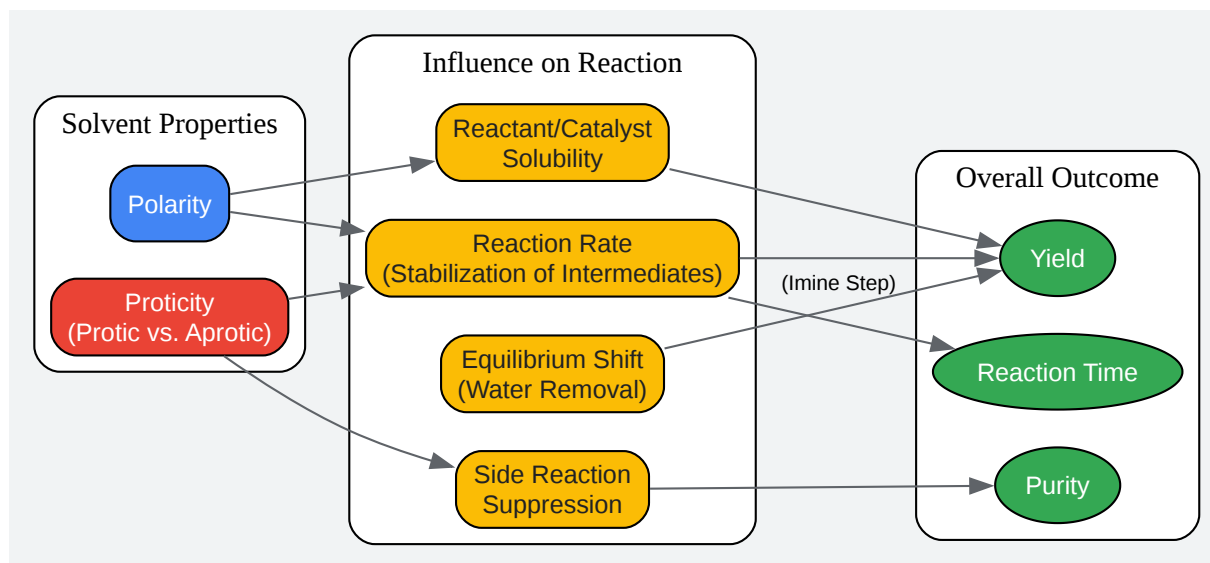 Solvent Properties
Polarity
Proticity
(Protic vs. Aprotic)
Influence on Reaction
Reactant/Catalyst
Solubility
Reaction Rate
(Stabilization of Intermediates)
Equilibrium Shift
(Water Removal)
Side Reaction
Suppression
(Imine Step)
Overall Outcome
Yield
Reaction Time
Purity